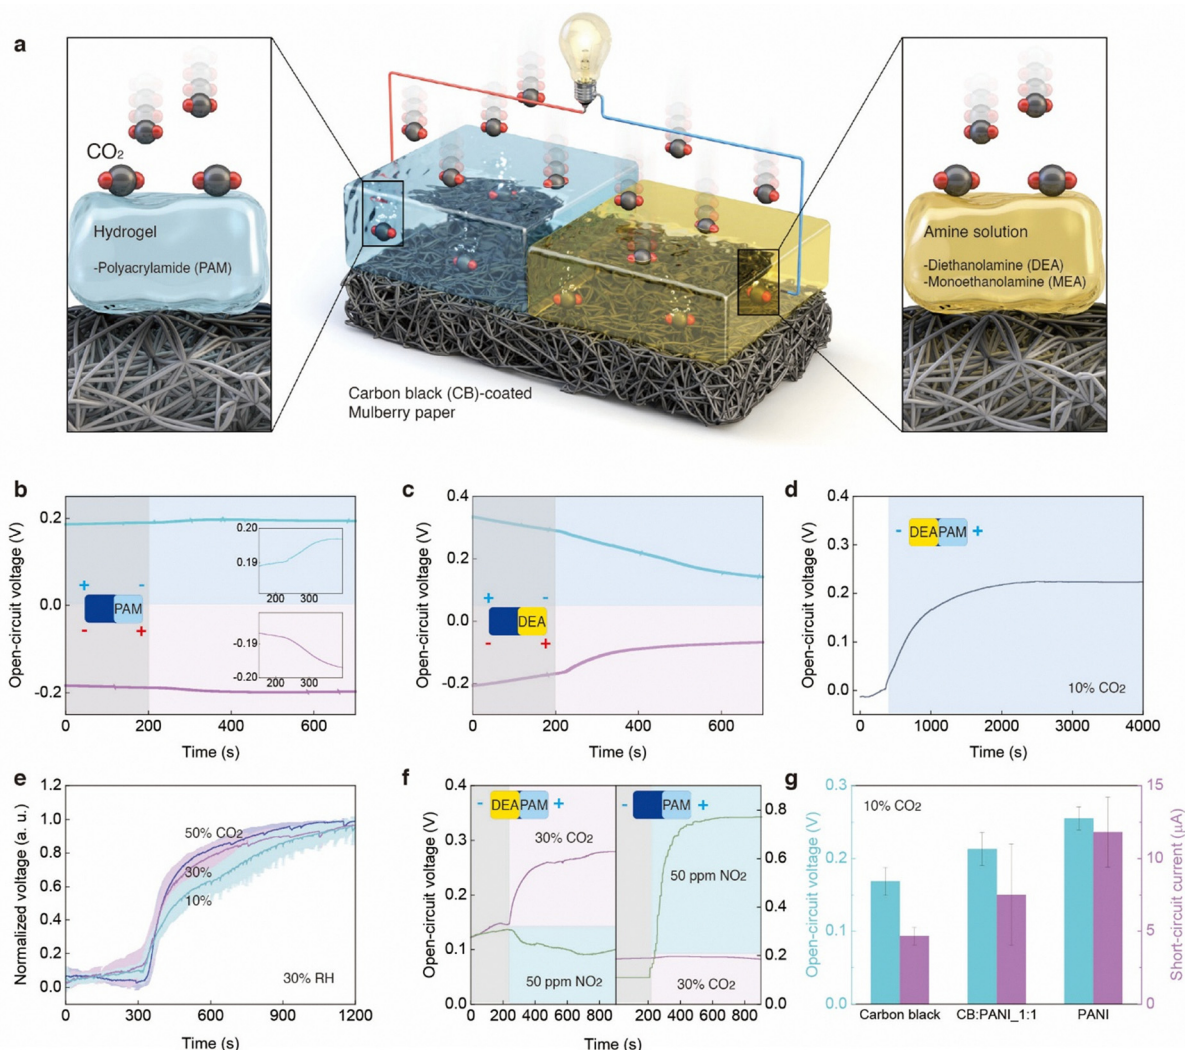 a
CO2
Hydrogel
-Polyacrylamide (PAM)
Carbon black (CB)-coated
Mulberry paper
Amine solution
-Diethanolamine (DEA)
-Monoethanolamine (MEA)
b
Open-circuit voltage (V)
0.2
0.0
-0.2
+ -
PAM
- +
0.20
0.19
200 300
-0.19
-0.20
200 300
0 200 400 600
Time (s)
c
Open-circuit voltage (V)
0.4
0.2
0.0
-0.2
+ -
DEA
- +
0 200 400 600
Time (s)
d
Open-circuit voltage (V)
0.4
0.3
0.2
0.1
0.0
- DEA PAM +
10% CO2
0 1000 2000 3000 4000
Time (s)
e
Normalized voltage (a. u.)
1.2
1.0
0.8
0.6
0.4
0.2
0.0
50% CO2
30%
10%
30% RH
0 300 600 900 1200
Time (s)
f
Open-circuit voltage (V)
0.4
0.3
0.2
0.1
0.0
- DEA PAM +
30% CO2
50 ppm NO2
0 200 400 600 800
- PAM +
50 ppm NO2
30% CO2
0.8
0.6
0.4
0.2
0.0
0 200 400 600 800
Time (s)
g
Open-circuit voltage (V)
0.3
0.2
0.1
0.0
10% CO2
15
10
5
0
Short-circuit current (μA)
Carbon black CB:PANI_1:1 PANI